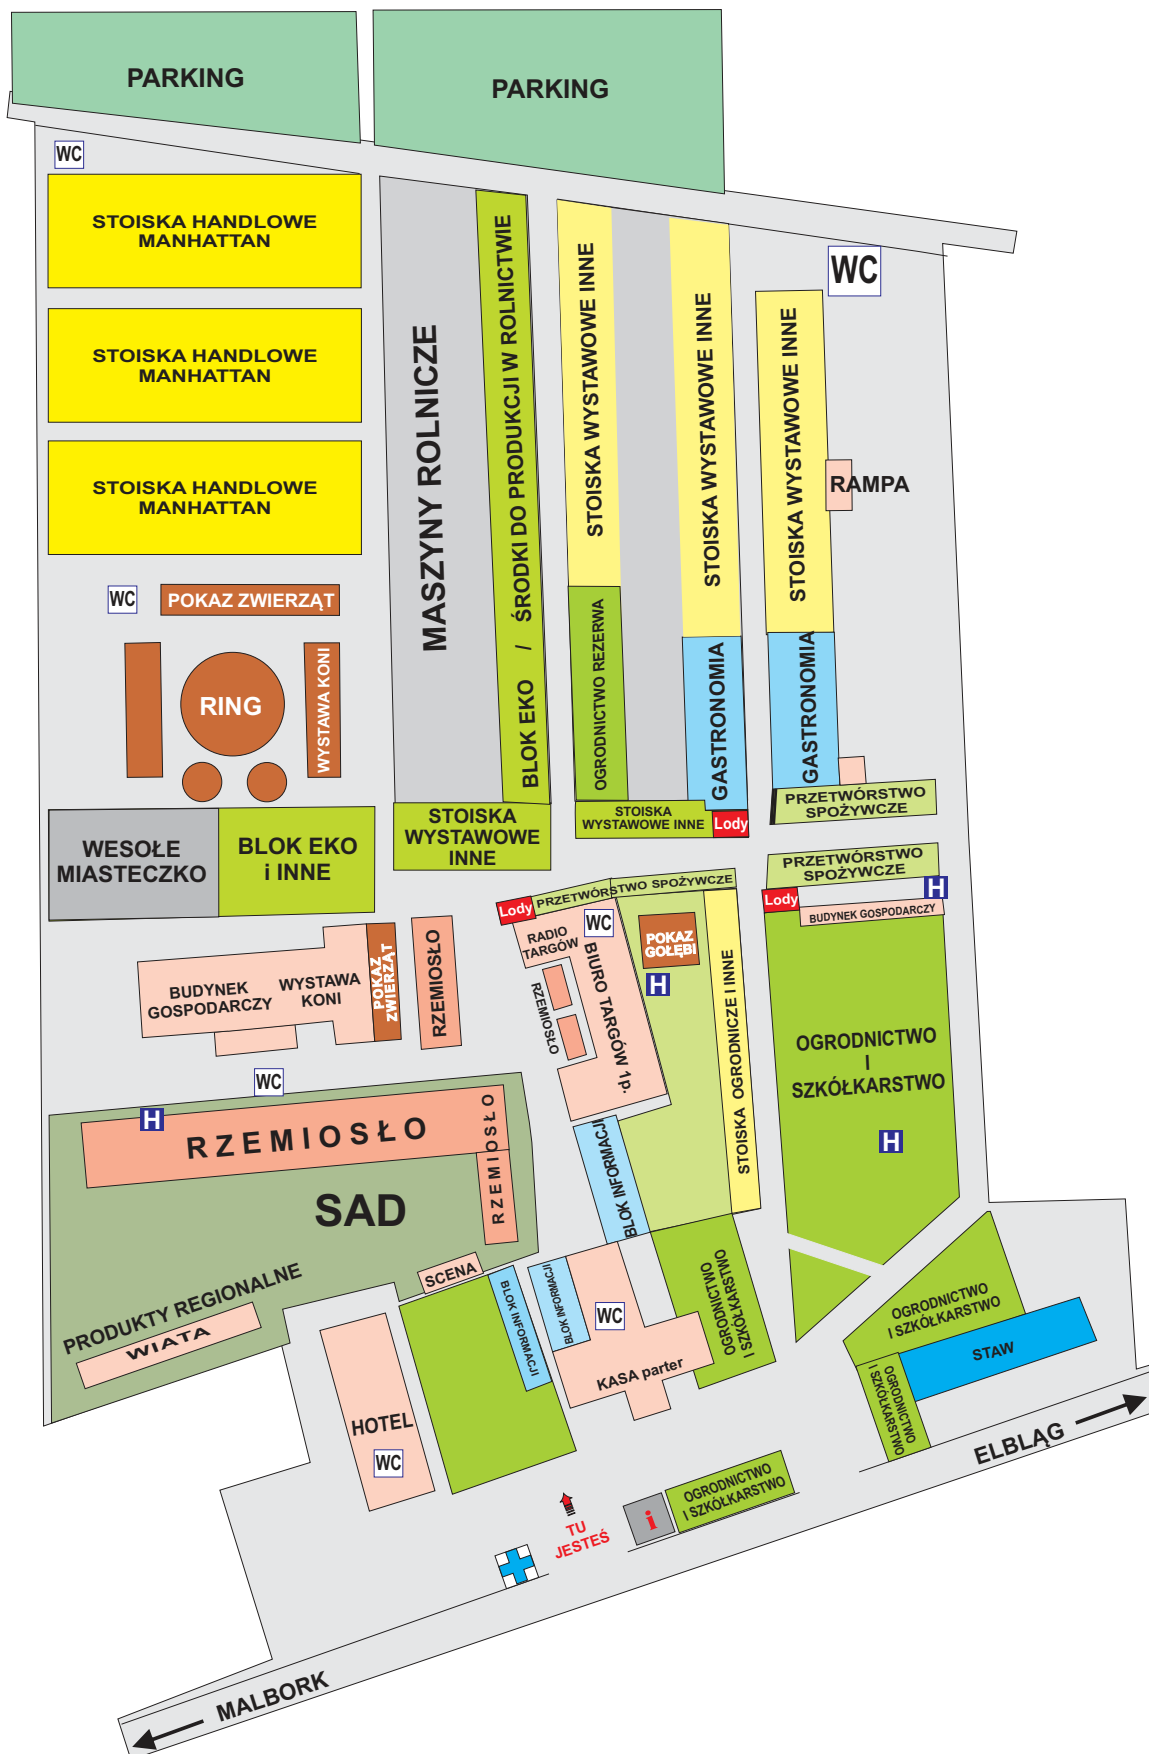 PARKING
PARKING
WC
STOISKA HANDLOWE
MANHATTAN
STOISKA HANDLOWE
MANHATTAN
STOISKA HANDLOWE
MANHATTAN
MASZYNY ROLNICZE
BLOK EKO / ŚRODKI DO PRODUKCJI W ROLNICTWIE
STOISKA WYSTAWOWE INNE
STOISKA WYSTAWOWE INNE
STOISKA WYSTAWOWE INNE
WC
RAMPA
WC
POKAZ ZWIERZĄT
RING
WYSTAWA KONI
OGRODNICTWO REZERWA
GASTRONOMIA
GASTRONOMIA
WESOŁE
MIASTECZKO
BLOK EKO
i INNE
STOISKA
WYSTAWOWE
INNE
STOISKA
WYSTAWOWE INNE
Lody
PRZETWÓRSTWO
SPOŻYWCZE
PRZETWÓRSTWO
SPOŻYWCZE
H
Lody
BUDYNEK GOSPODARCZY
Lody
PRZETWÓRSTWO SPOŻYWCZE
RADIO
TARGÓW
WC
BIURO TARGÓW 1p.
RZEMIOSŁO
POKAZ
GOŁĘBI
H
STOISKA OGRODNICZE I INNE
BUDYNEK
GOSPODARCZY
WYSTAWA
KONI
POKAZ
ZWIERZĄT
RZEMIOSŁO
OGRODNICTWO
I
SZKÓŁKARSTWO
H
WC
H
RZEMIOSŁO
RZEMIOSŁO
SAD
BLOK INFORMACJI
PRODUKTY REGIONALNE
WIATA
SCENA
BLOK INFORMACJI
BLOK INFORMACJI
WC
KASA parter
OGRODNICTWO
I SZKÓŁKARSTWO
OGRODNICTWO
I SZKÓŁKARSTWO
STAW
OGRODNICTWO
I SZKÓŁKARSTWO
HOTEL
WC
ELBLĄG
OGRODNICTWO
I SZKÓŁKARSTWO
i
TU
JESTEŚ
MALBORK